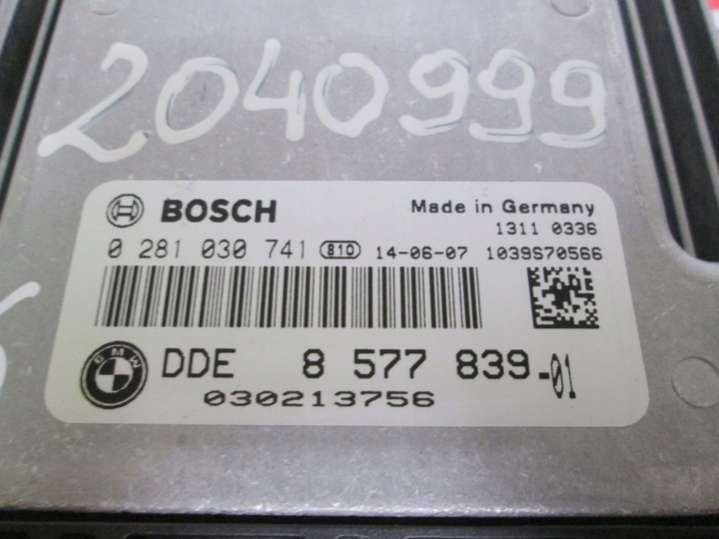 2040999
BOSCH
Made in Germany
1311 0336
0 281 030 741 810 14-06-07 1039S70566
BMW DDE 8 577 839-01
030213756